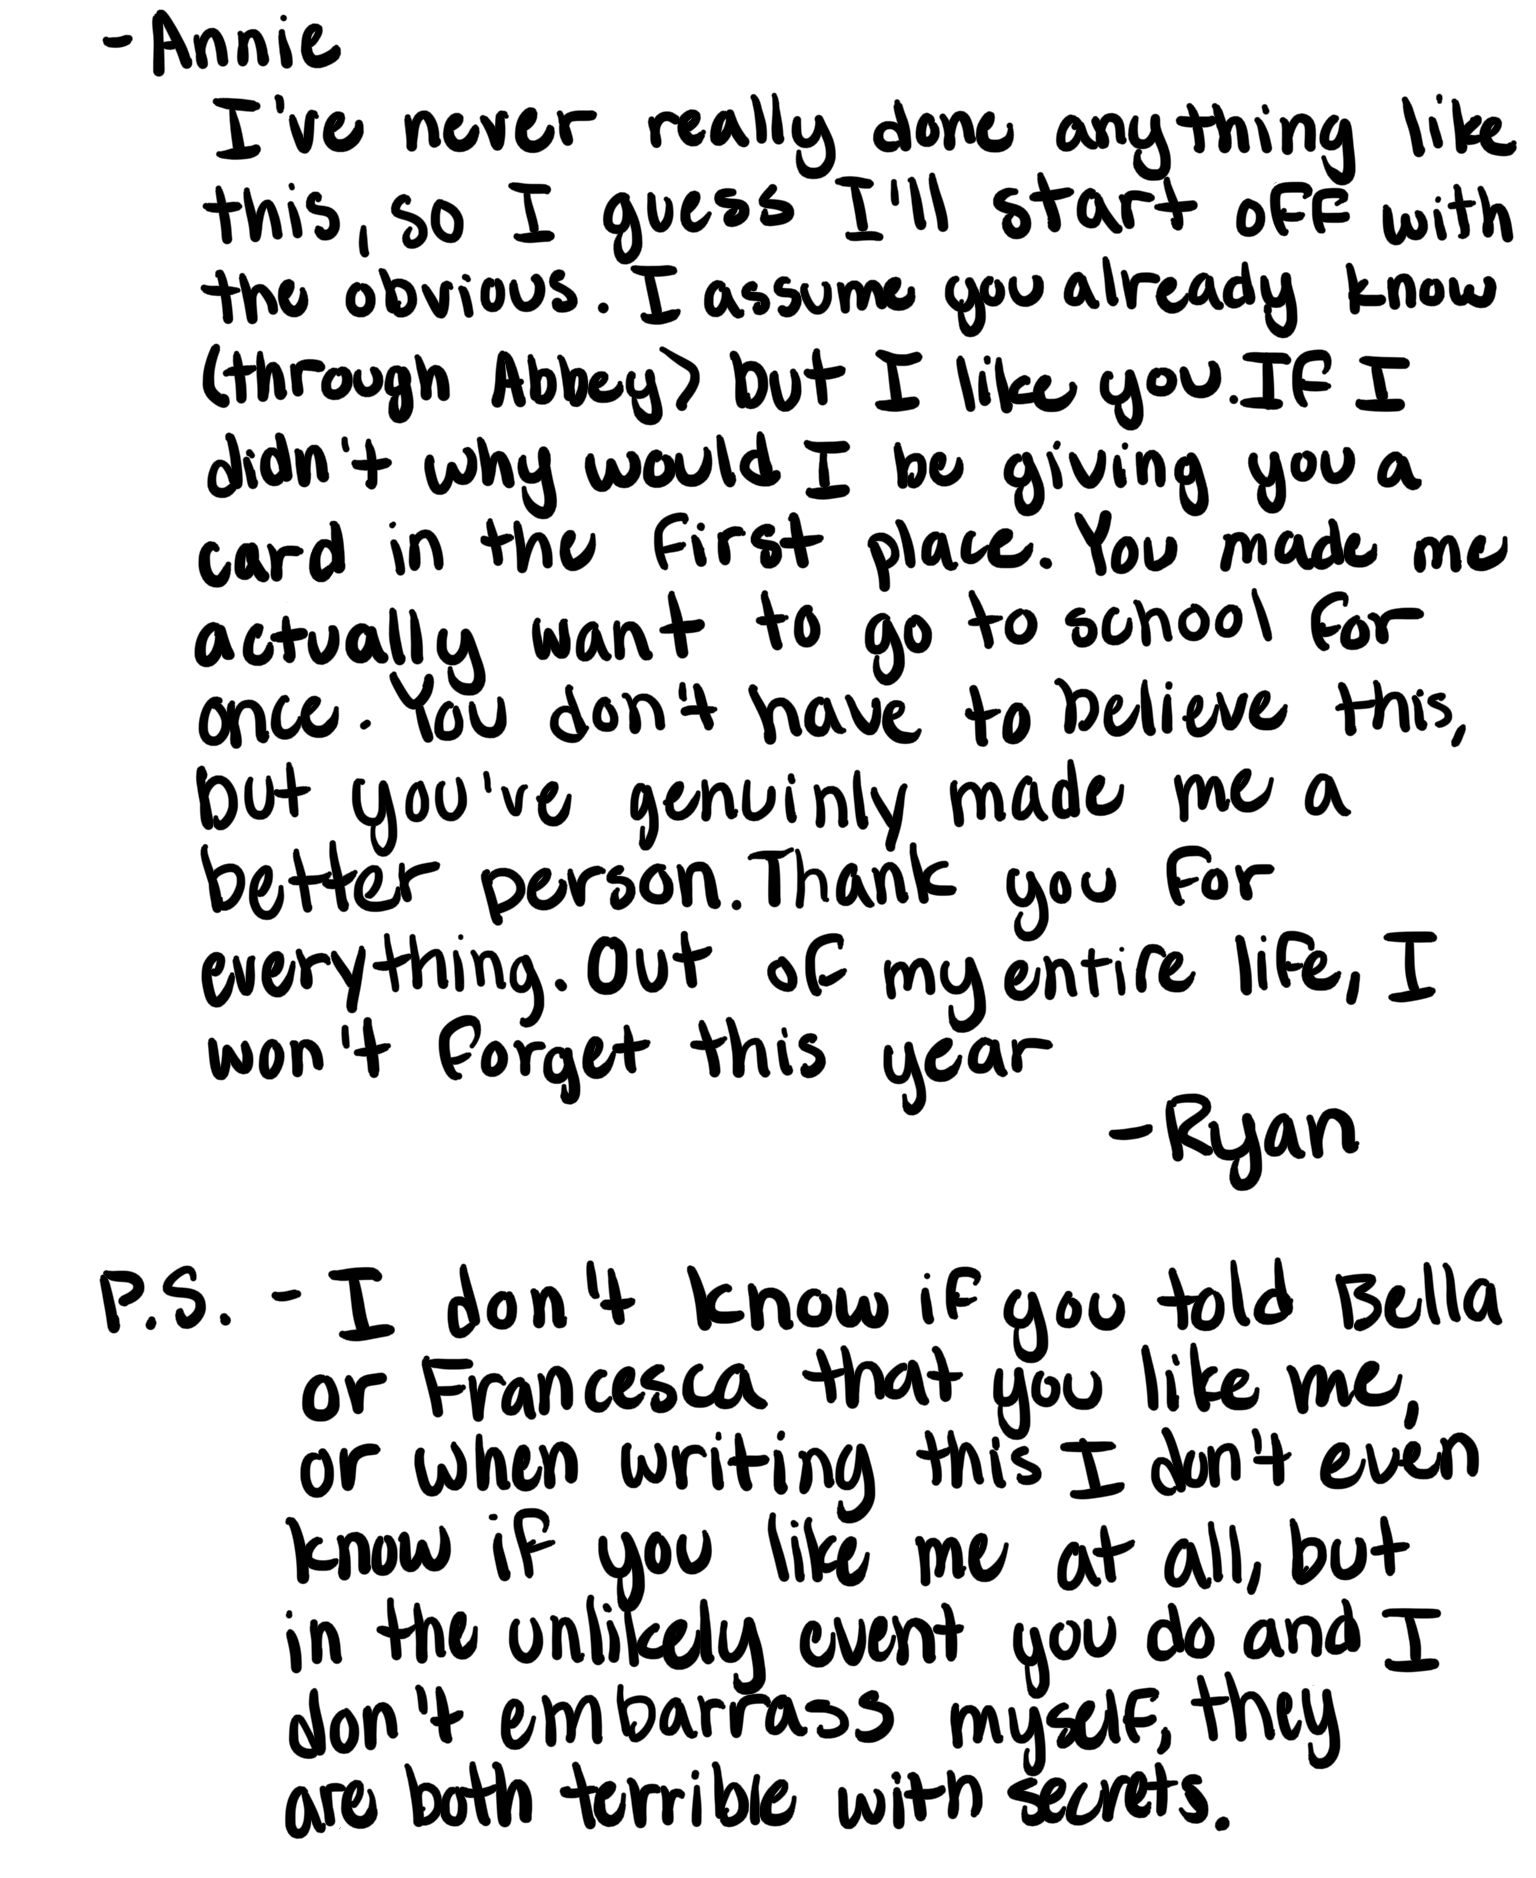 -Annie
I've never really done anything like
this, so I guess I'll start off with
the obvious. I assume you already know
(through Abbey) but I like you. If I
didn't why would I be giving you a
card in the first place. You made me
actually want to go to school for
once. You don't have to believe this,
but you've genuinly made me a
better person. Thank you for
everything. Out of my entire life, I
won't forget this year
-Ryan
P.S. - I don't know if you told Bella
or Francesca that you like me,
or when writing this I don't even
know if you like me at all, but
in the unlikely event you do and I
don't embarrass myself, they
are both terrible with secrets.